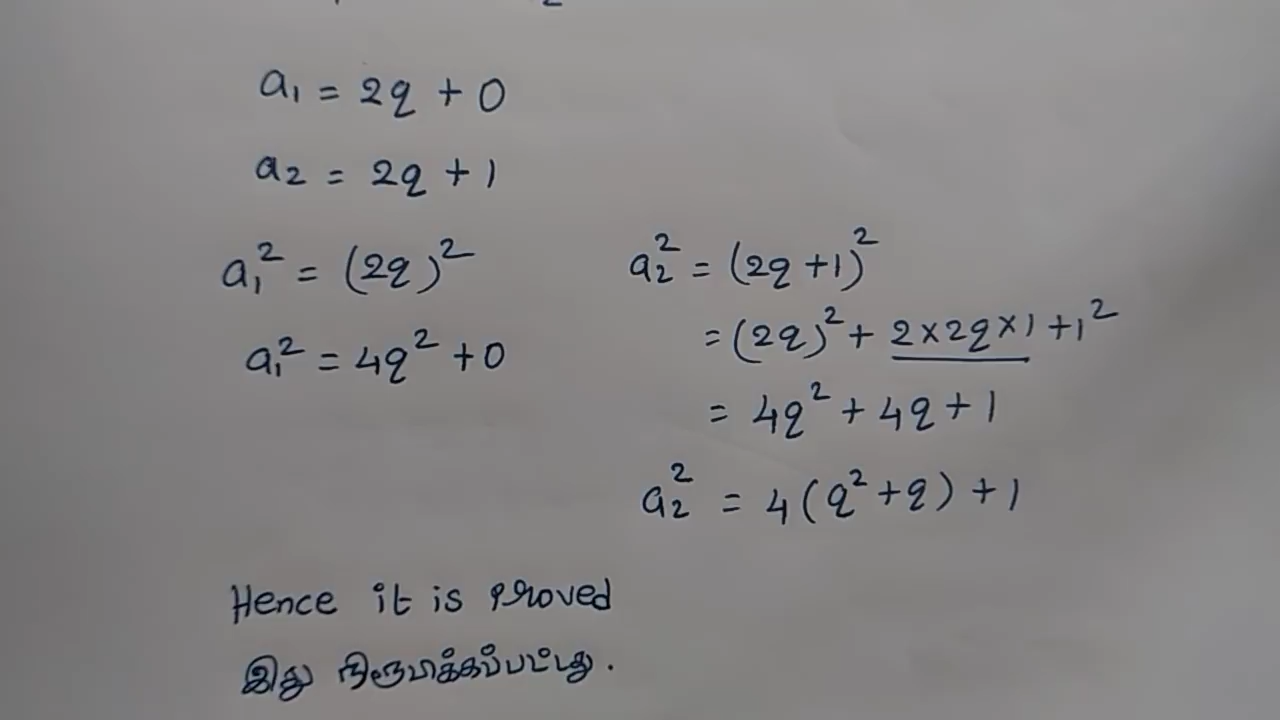 a₁ = 2q + 0
a₂ = 2q + 1
a₁² = (2q)²
a₁² = 4q² + 0
a₂² = (2q + 1)²
= (2q)² + 2×2q×1 + 1²
= 4q² + 4q + 1
a₂² = 4(q² + q) + 1
Hence it is proved
இது நிரூபிக்கப்பட்டது.